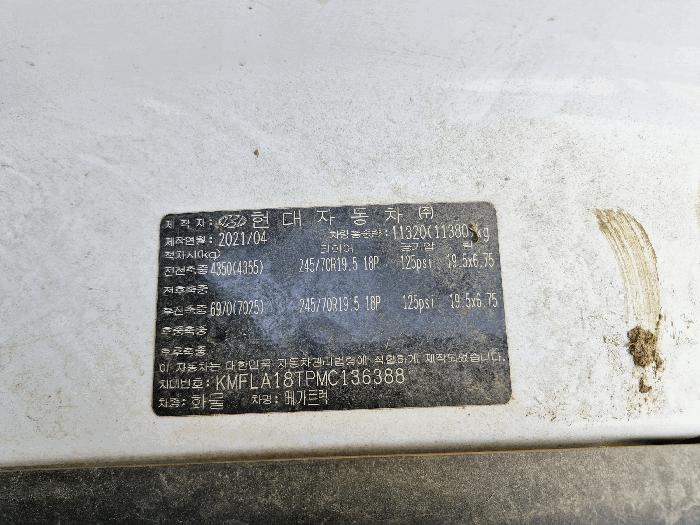 제작자: 현대자동차㈜
제작연월: 2021/04 차량총중량: 11320(11380)kg
적차시(kg) 타이어 공기압 림
전전축중 4350(4355) 245/70R19.5 18P 125psi 19.5x6.75
전후축중
후전축중 6970(7025) 245/70R19.5 18P 125psi 19.5x6.75
후중축중
후후축중
이 자동차는 대한민국 자동차관리법령에 적합하게 제작되었음
차대번호: KMFLA18TPMC136388
차종: 화물 차명: 메가트럭